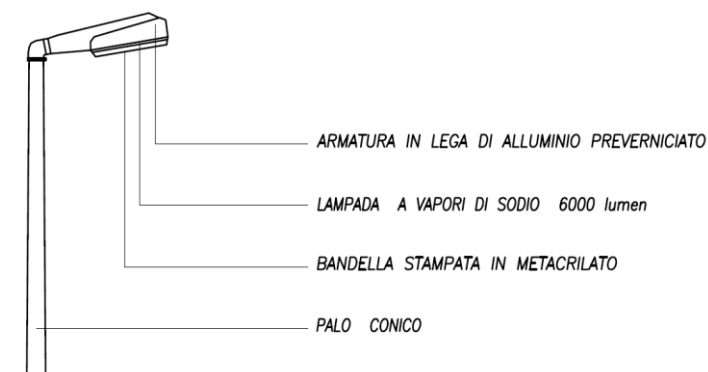 ARMATURA IN LEGA DI ALLUMINIO PREVERNICIATO
LAMPADA A VAPORI DI SODIO 6000 lumen
BANDELLA STAMPATA IN METACRILATO
PALO CONICO